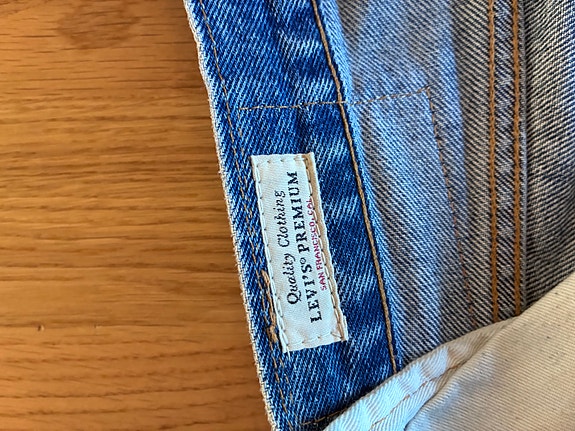 Quality Clothing
LEVI'S® PREMIUM
SAN FRANCISCO, CAL.